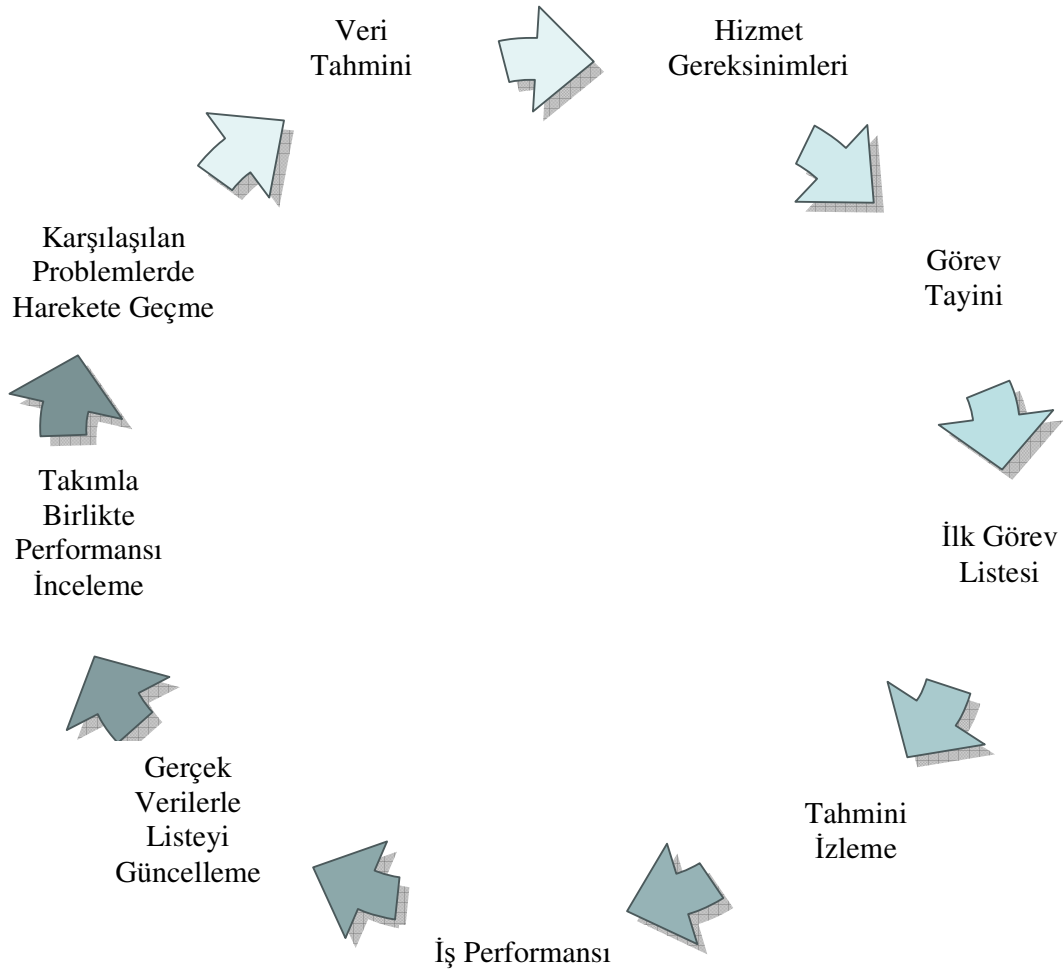 Veri
Tahmini
Hizmet
Gereksinimleri
Görev
Tayini
İlk Görev
Listesi
Tahmini
İzleme
İş Performansı
Gerçek
Verilerle
Listeyi
Güncelleme
Takımla
Birlikte
Performansı
İnceleme
Karşılaşılan
Problemlerde
Harekete Geçme